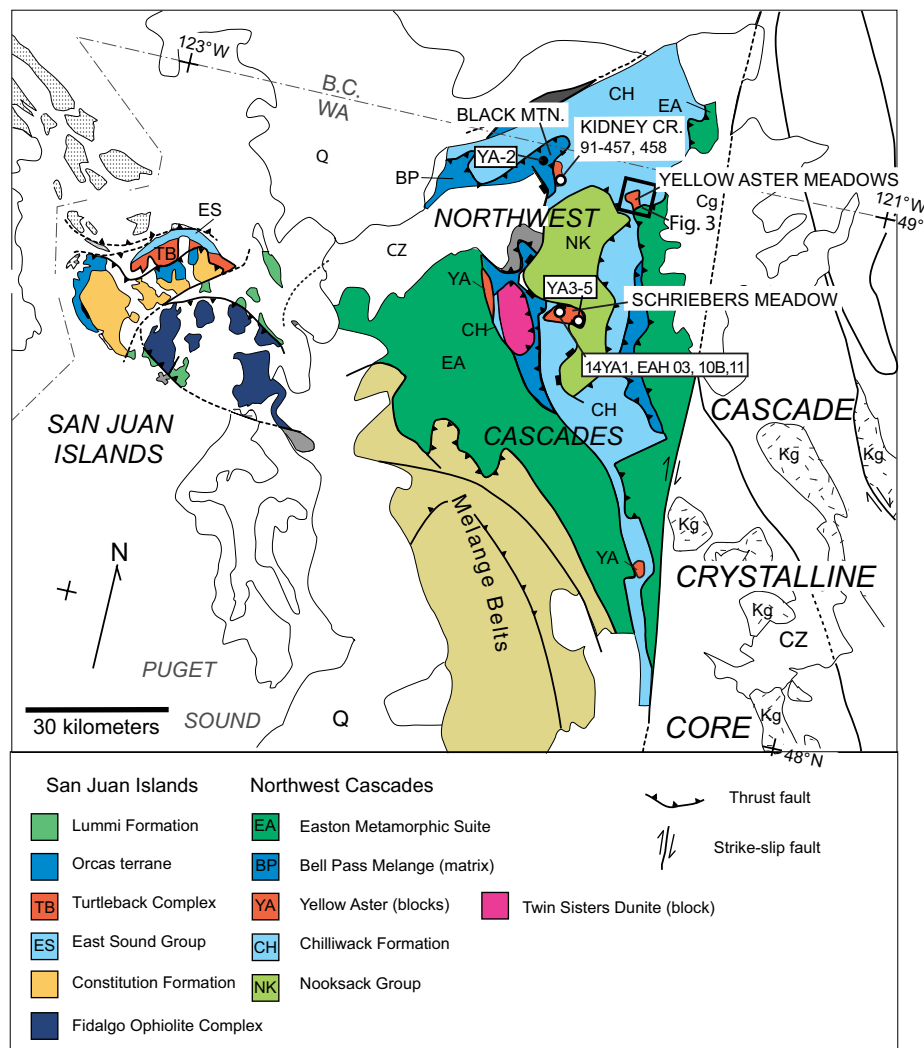 123°W
B.C.
WA
CH
EA
BLACK MTN.
KIDNEY CR.
91-457, 458
YA-2
Q
BP
YELLOW ASTER MEADOWS
Cg
121°W
49°
Fig. 3
ES
NORTHWEST
TB
CZ
NK
YA
YA3-5
SCHRIEBERS MEADOW
CH
EA
14YA1, EAH 03, 10B,11
CH
SAN JUAN
ISLANDS
CASCADES
CASCADE
Kg
Kg
Kg
Mélange Belts
N
YA
CRYSTALLINE
Kg
CZ
PUGET
SOUND
30 kilometers
Q
CORE
Kg
48°N
San Juan Islands
Northwest Cascades
Lummi Formation
EA Easton Metamorphic Suite
Thrust fault
Orcas terrane
BP Bell Pass Melange (matrix)
Strike-slip fault
TB Turtleback Complex
YA Yellow Aster (blocks)
Twin Sisters Dunite (block)
ES East Sound Group
CH Chilliwack Formation
Constitution Formation
NK Nooksack Group
Fidalgo Ophiolite Complex